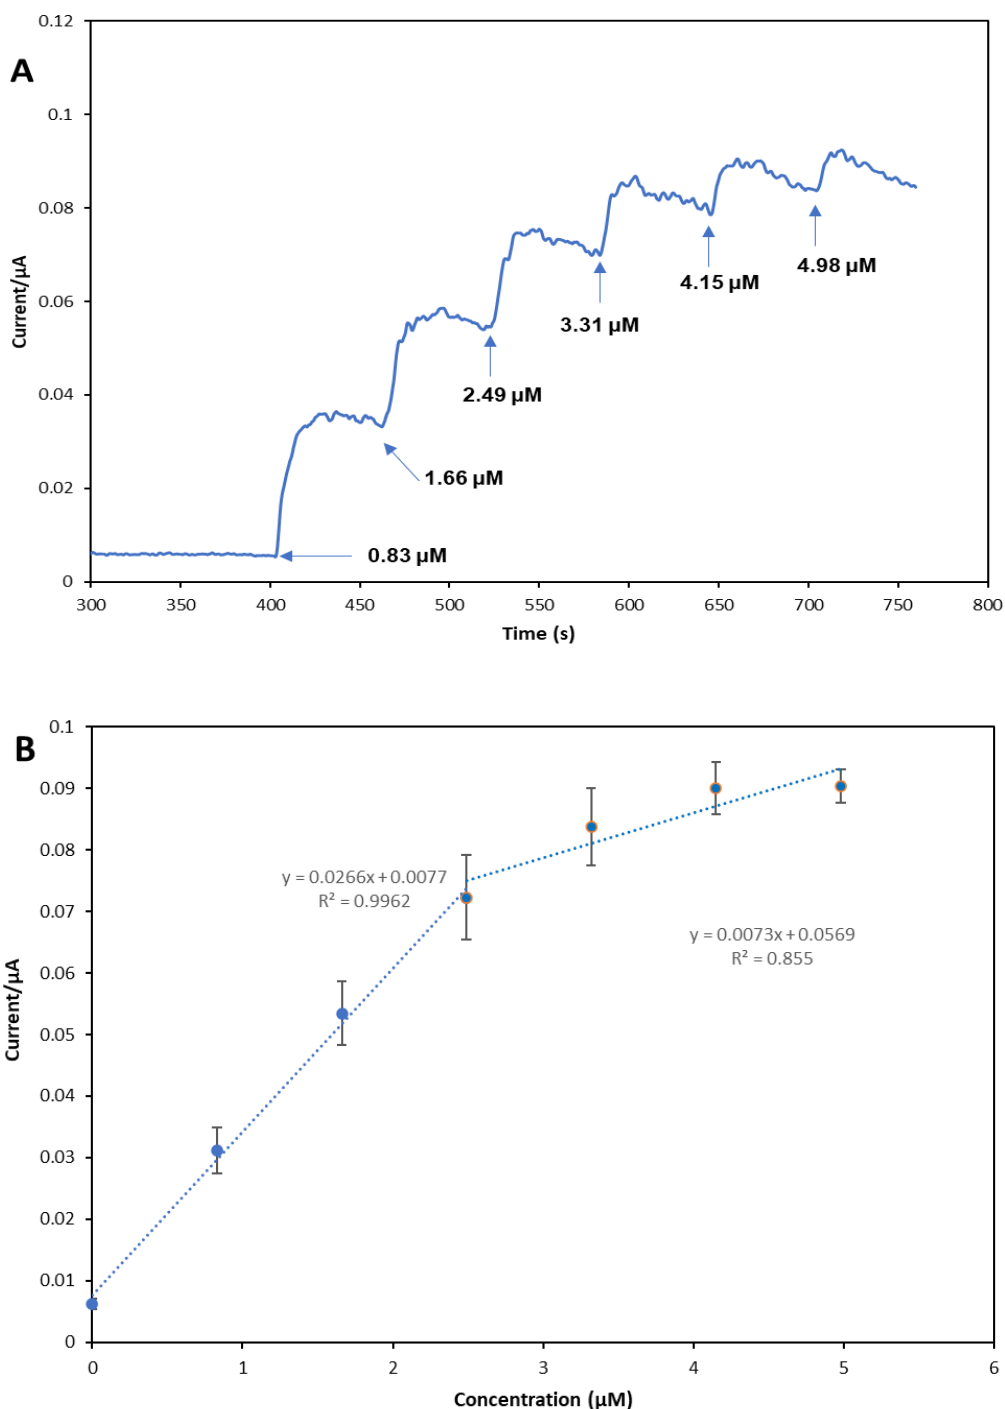 A
0.12
0.1
0.08
0.06
0.04
0.02
0
Current/µA
4.98 µM
4.15 µM
3.31 µM
2.49 µM
1.66 µM
0.83 µM
300 350 400 450 500 550 600 650 700 750 800
Time (s)
B
0.1
0.09
0.08
0.07
0.06
0.05
0.04
0.03
0.02
0.01
0
Current/µA
y = 0.0266x + 0.0077
R² = 0.9962
y = 0.0073x + 0.0569
R² = 0.855
0 1 2 3 4 5 6
Concentration (µM)